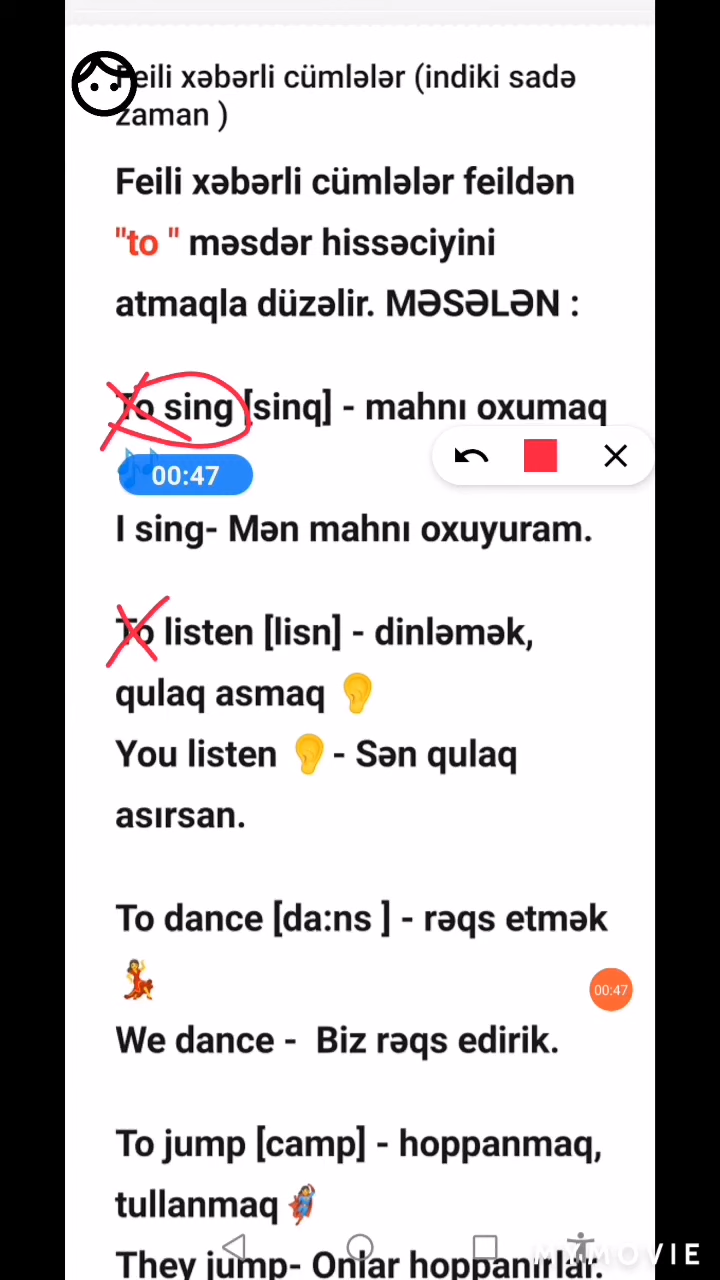 Feili xəbərli cümlələr (indiki sadə
zaman )
Feili xəbərli cümlələr feildən
"to " məsdər hissəciyini
atmaqla düzəlir. MƏSƏLƏN :
To sing [sinq] - mahnı oxumaq
00:47
I sing- Mən mahnı oxuyuram.
To listen [lisn] - dinləmək,
qulaq asmaq
You listen - Sən qulaq
asırsan.
To dance [da:ns ] - rəqs etmək
00:47
We dance - Biz rəqs edirik.
To jump [camp] - hoppanmaq,
tullanmaq
They jump- Onlar hoppanırlar.
MXMOVIE